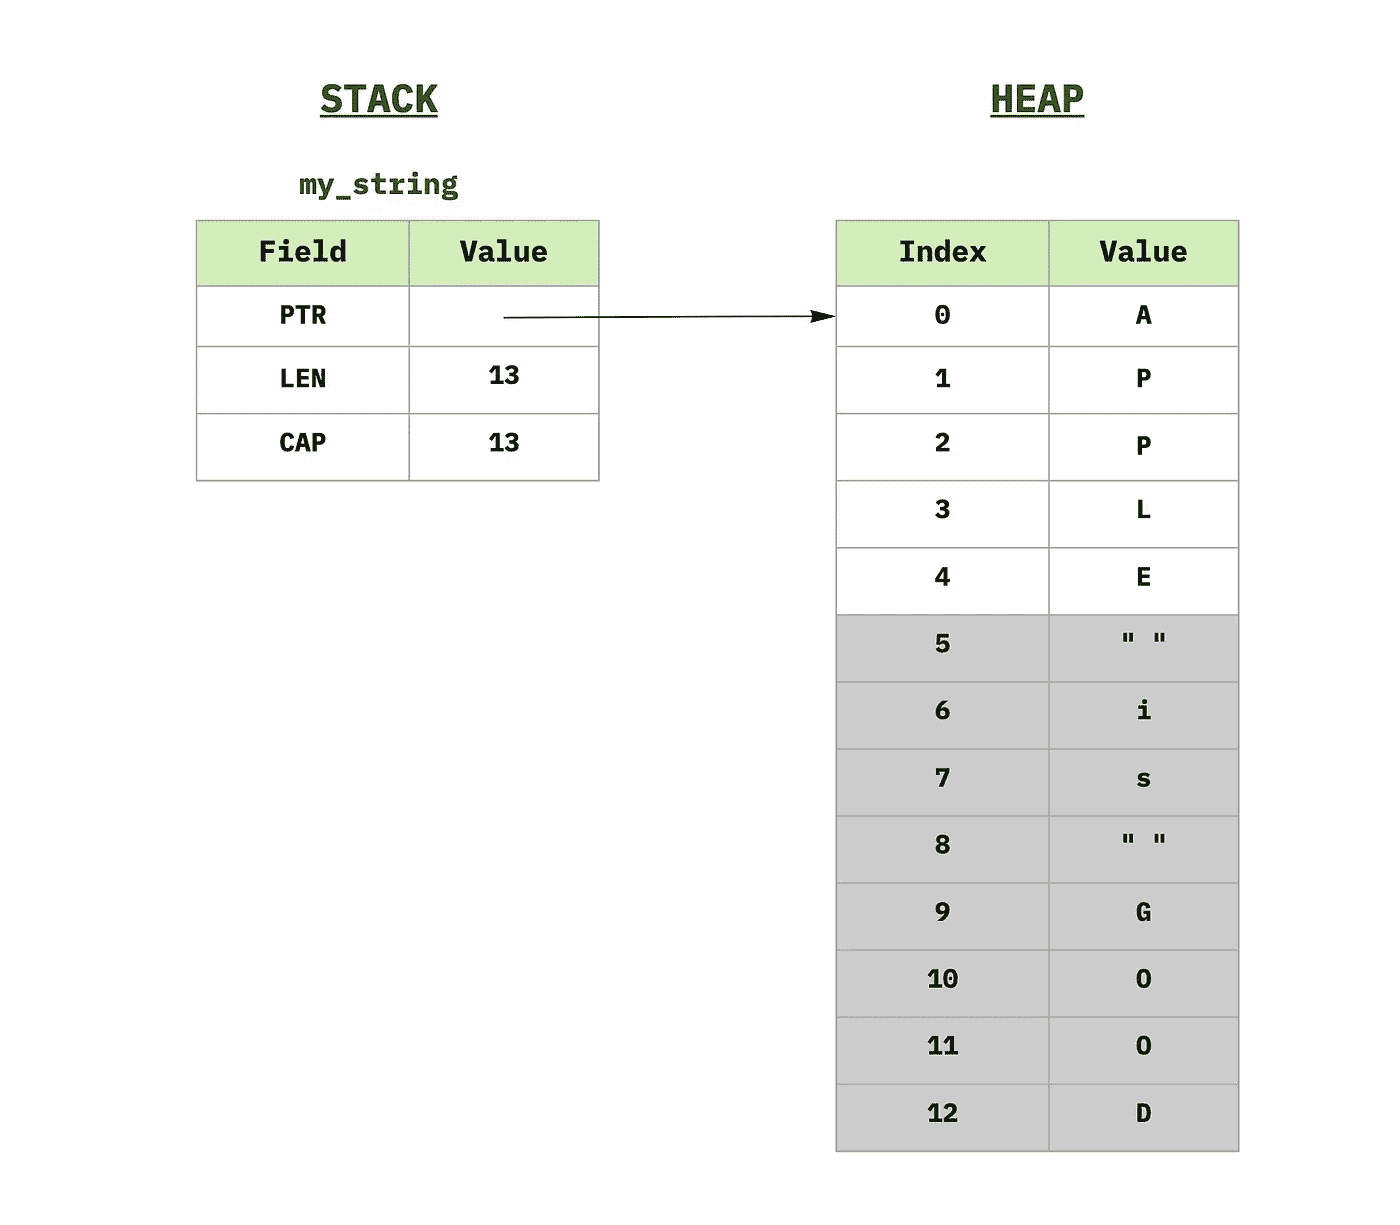 STACK
my_string
Field Value
PTR
LEN 13
CAP 13
HEAP
Index Value
0 A
1 P
2 P
3 L
4 E
5 " "
6 i
7 s
8 " "
9 G
10 O
11 O
12 D